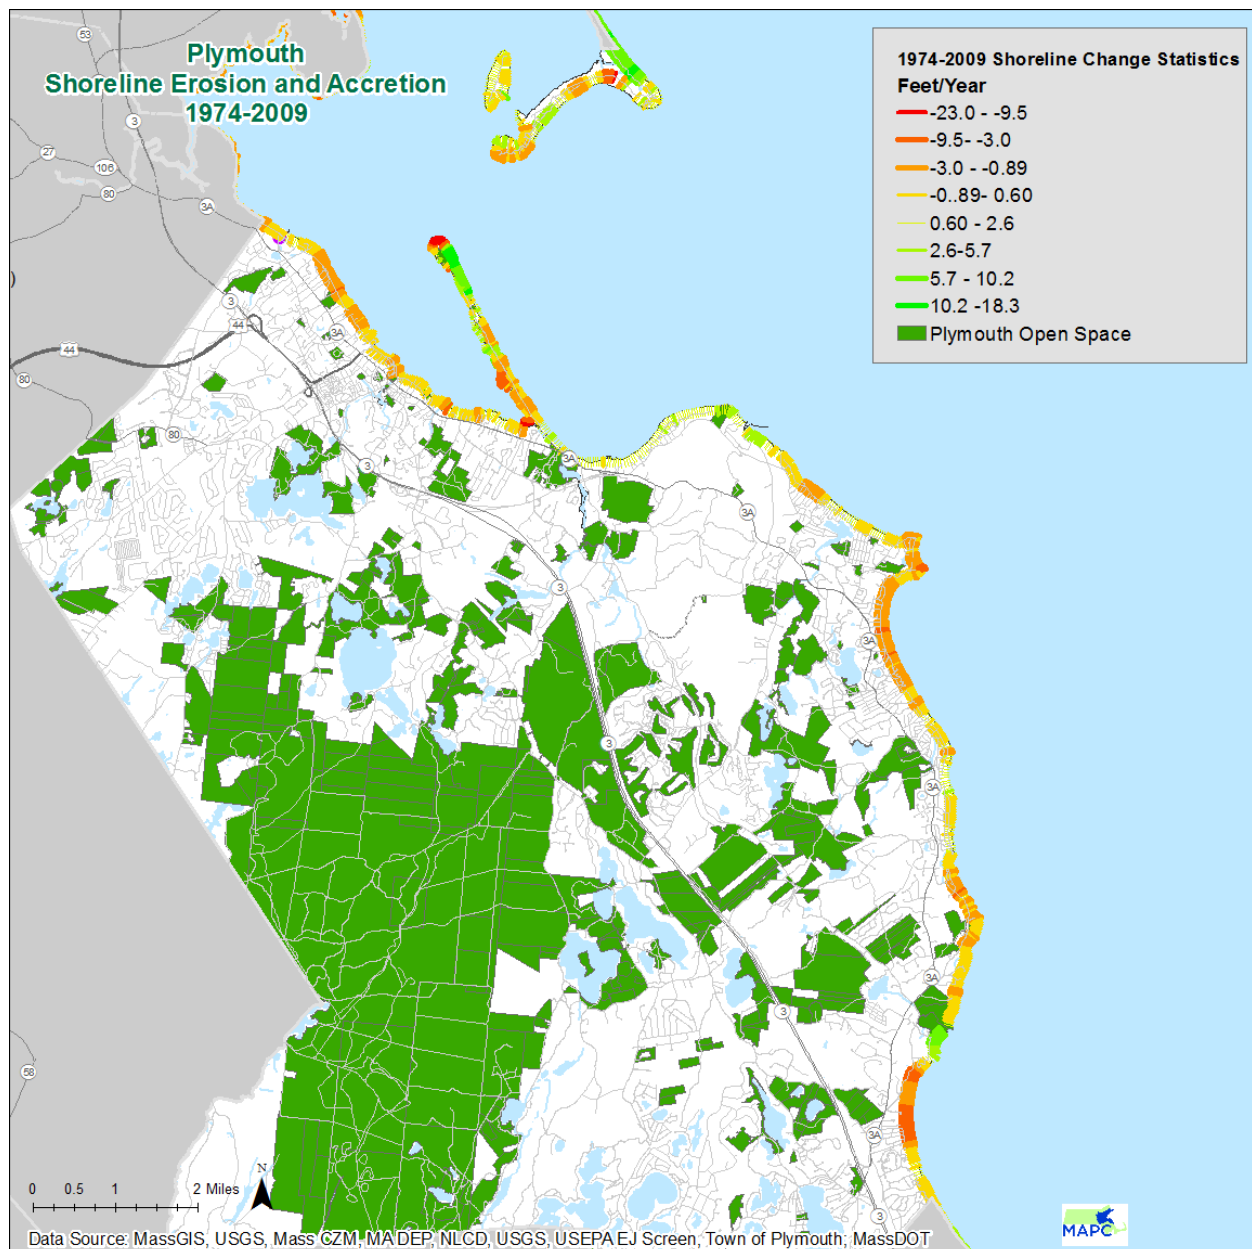 Plymouth
Shoreline Erosion and Accretion
1974-2009
1974-2009 Shoreline Change Statistics
Feet/Year
-23.0 - -9.5
-9.5- -3.0
-3.0 - -0.89
-0..89- 0.60
0.60 - 2.6
2.6-5.7
5.7 - 10.2
10.2 -18.3
Plymouth Open Space
53
3
27
106
80
3A
)
3
44
3A
44
80
80
3
3A
3A
3
3A
3
3A
3A
3
58
3A
3
N
0 0.5 1 2 Miles
MAPC
Data Source: MassGIS, USGS, Mass CZM, MA DEP, NLCD, USGS, USEPA EJ Screen, Town of Plymouth; MassDOT